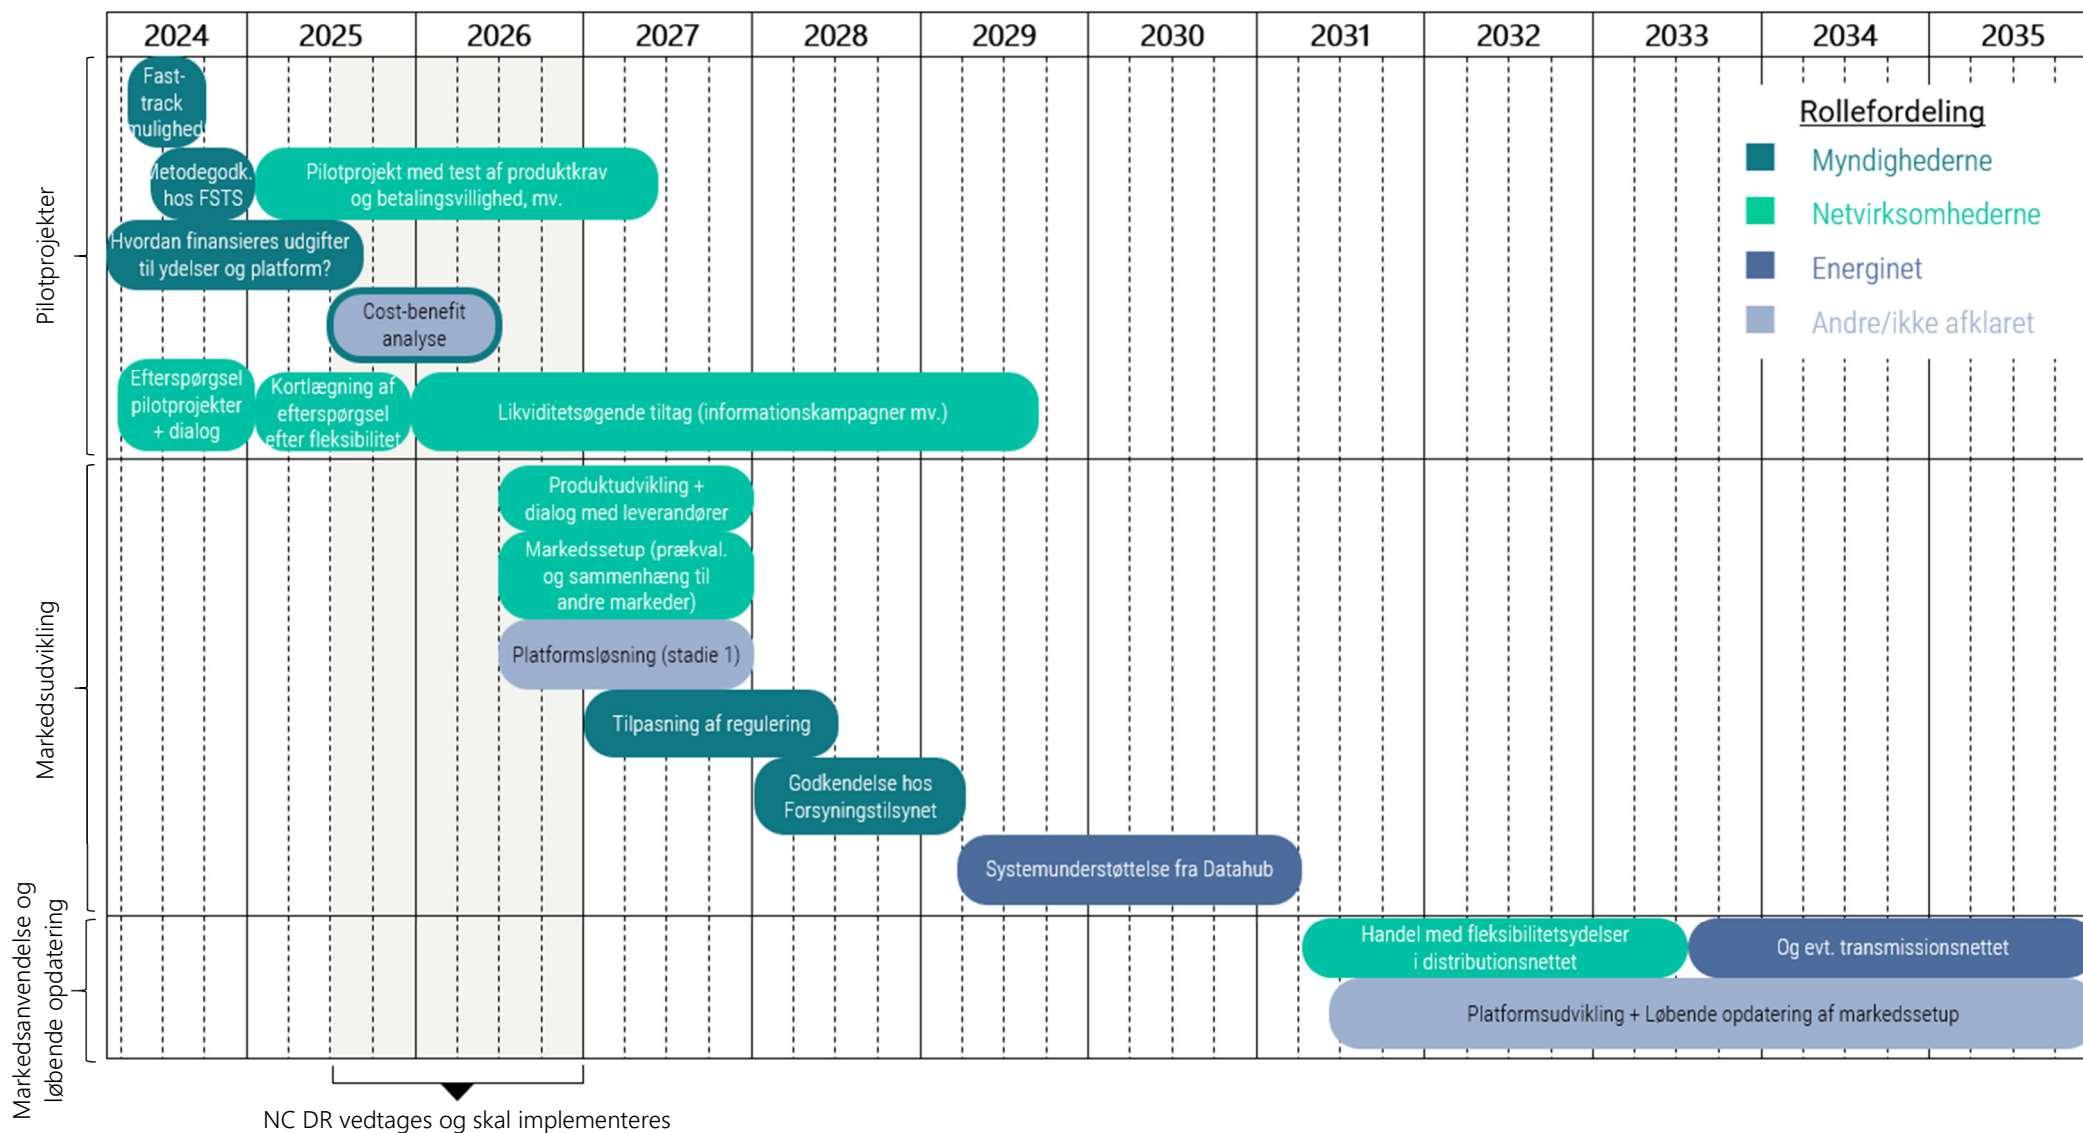 2024 2025 2026 2027 2028 2029 2030 2031 2032 2033 2034 2035
Pilotprojekter
Fast-
track
mulighed
Metodegodk.
hos FSTS
Pilotprojekt med test af produktkrav
og betalingsvillighed, mv.
Hvordan finansieres udgifter
til ydelser og platform?
Cost-benefit
analyse
Efterspørgsel
pilotprojekter
+ dialog
Kortlægning af
efterspørgsel
efter fleksibilitet
Likviditetsøgende tiltag (informationskampagner mv.)
Rollefordeling
Myndighederne
Netvirksomhederne
Energinet
Andre/ikke afklaret
Markedsudvikling
Produktudvikling +
dialog med leverandører
Markedssetup (prækval.
og sammenhæng til
andre markeder)
Platformsløsning (stadie 1)
Tilpasning af regulering
Godkendelse hos
Forsyningstilsynet
Systemunderstøttelse fra Datahub
Markedsanvendelse og
løbende opdatering
Handel med fleksibilitetsydelser
i distributionsnettet
Og evt. transmissionsnettet
Platformsudvikling + Løbende opdatering af markedssetup
NC DR vedtages og skal implementeres